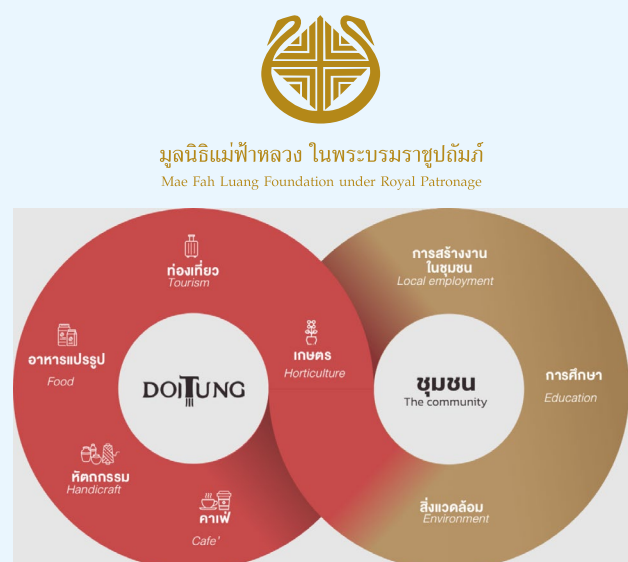 มูลนิธิแม่ฟ้าหลวง ในพระบรมราชูปถัมภ์
Mae Fah Luang Foundation under Royal Patronage
ท่องเที่ยว
Tourism
อาหารแปรรูป
Food
หัตถกรรม
Handicraft
คาเฟ่
Cafe'
เกษตร
Horticulture
DOITUNG
การสร้างงาน
ในชุมชน
Local employment
ชุมชน
The community
การศึกษา
Education
สิ่งแวดล้อม
Environment